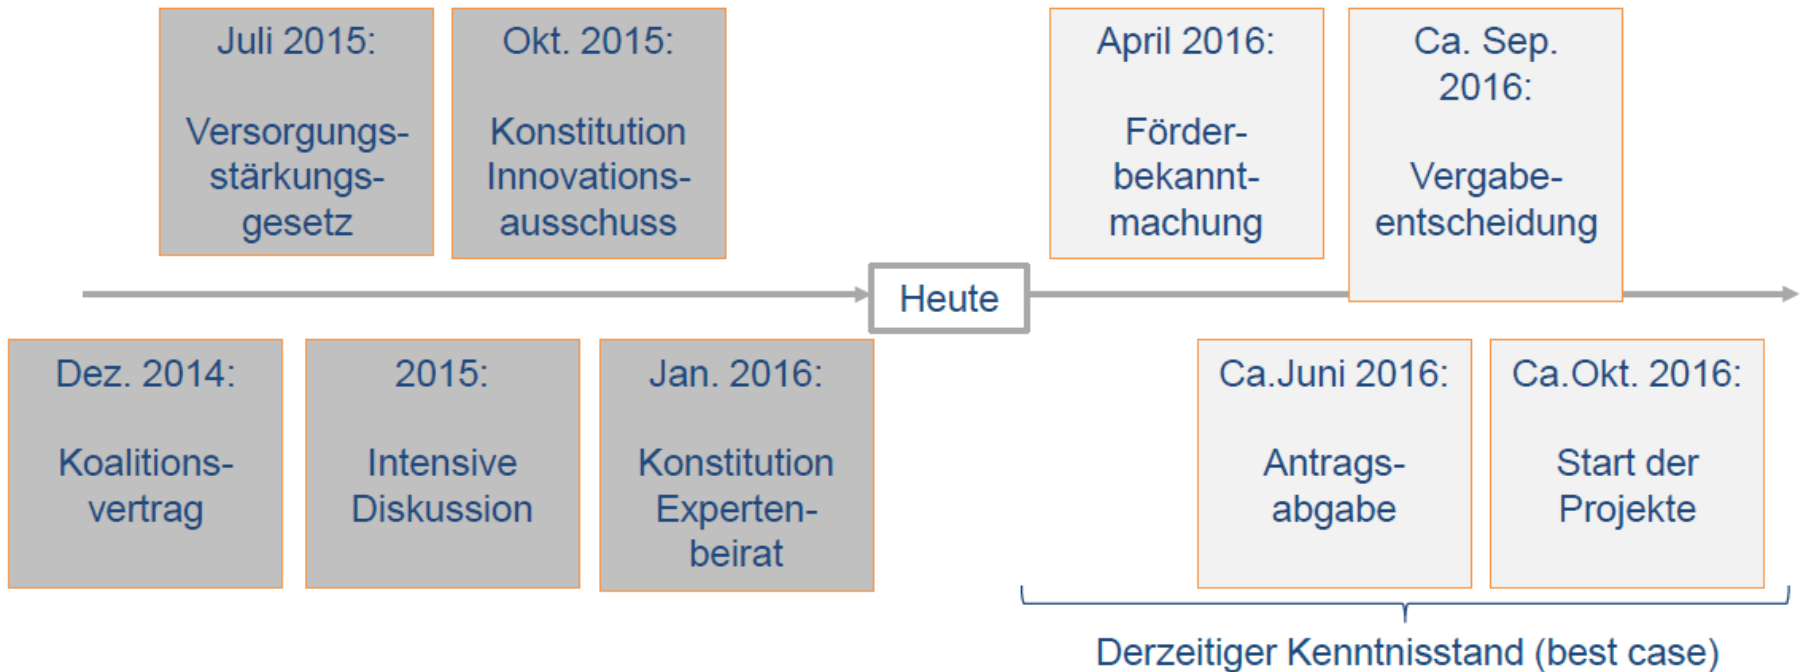 Juli 2015:
Versorgungs-
stärkungs-
gesetz
Okt. 2015:
Konstitution
Innovations-
ausschuss
April 2016:
Förder-
bekannt-
machung
Ca. Sep.
2016:
Vergabe-
entscheidung
Heute
Dez. 2014:
Koalitions-
vertrag
2015:
Intensive
Diskussion
Jan. 2016:
Konstitution
Experten-
beirat
Ca.Juni 2016:
Antrags-
abgabe
Ca.Okt. 2016:
Start der
Projekte
Derzeitiger Kenntnisstand (best case)